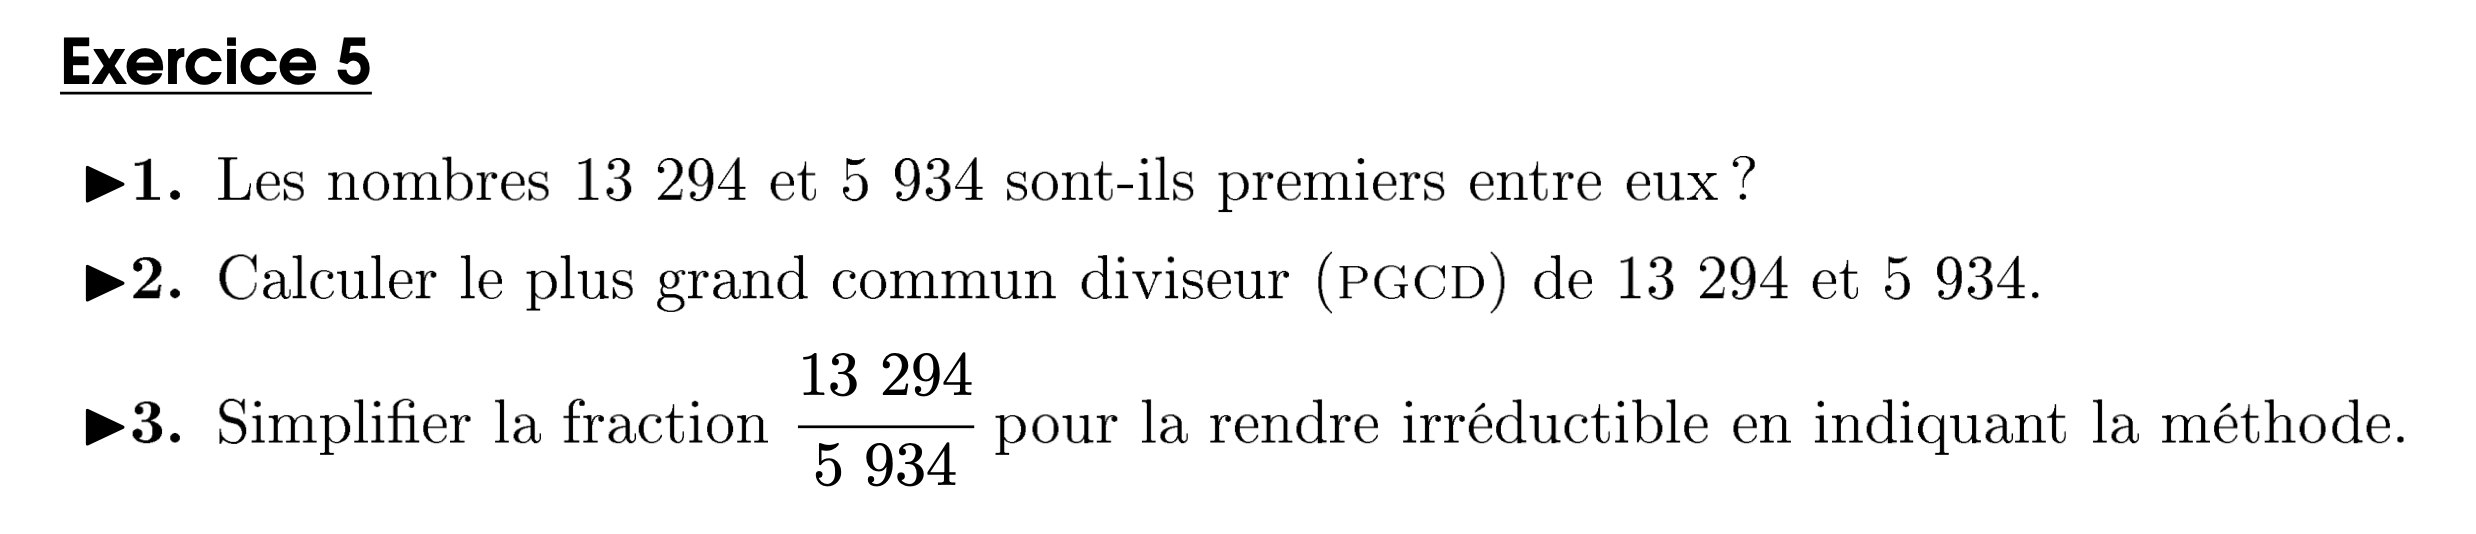 Exercice 5
▶1. Les nombres 13 294 et 5 934 sont-ils premiers entre eux ?
▶2. Calculer le plus grand commun diviseur (PGCD) de 13 294 et 5 934.
▶3. Simplifier la fraction 13 294 / 5 934 pour la rendre irréductible en indiquant la méthode.